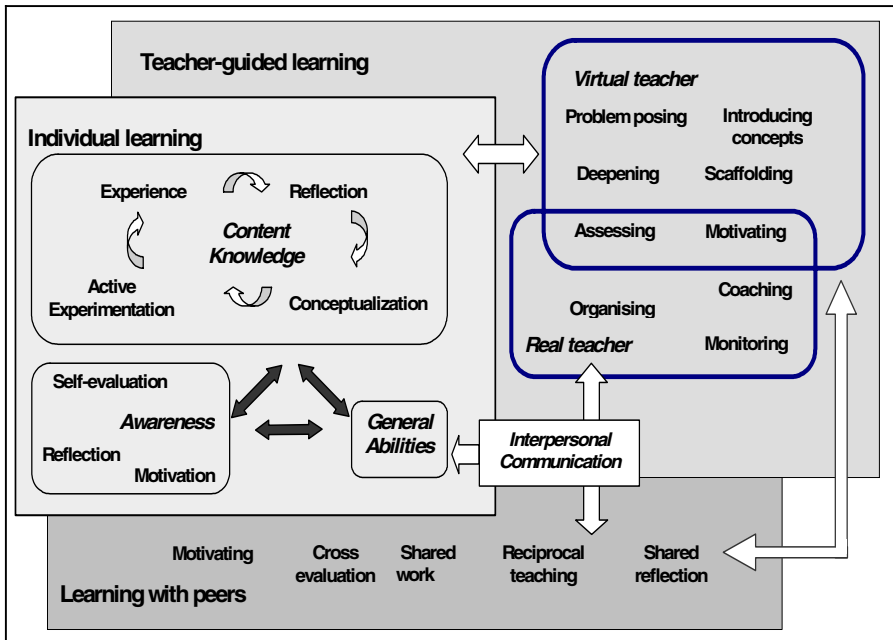 Teacher-guided learning
Virtual teacher
Problem posing
Introducing
concepts
Deepening
Scaffolding
Assessing
Motivating
Coaching
Organising
Real teacher
Monitoring
Individual learning
Experience
Reflection
Content
Knowledge
Active
Experimentation
Conceptualization
Self-evaluation
Awareness
Reflection
Motivation
General
Abilities
Interpersonal
Communication
Motivating
Cross
evaluation
Shared
work
Reciprocal
teaching
Shared
reflection
Learning with peers